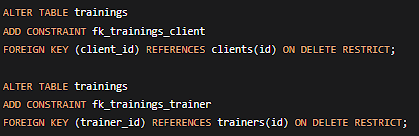 ALTER TABLE trainings
ADD CONSTRAINT fk_trainings_client
FOREIGN KEY (client_id) REFERENCES clients(id) ON DELETE RESTRICT;
ALTER TABLE trainings
ADD CONSTRAINT fk_trainings_trainer
FOREIGN KEY (trainer_id) REFERENCES trainers(id) ON DELETE RESTRICT;